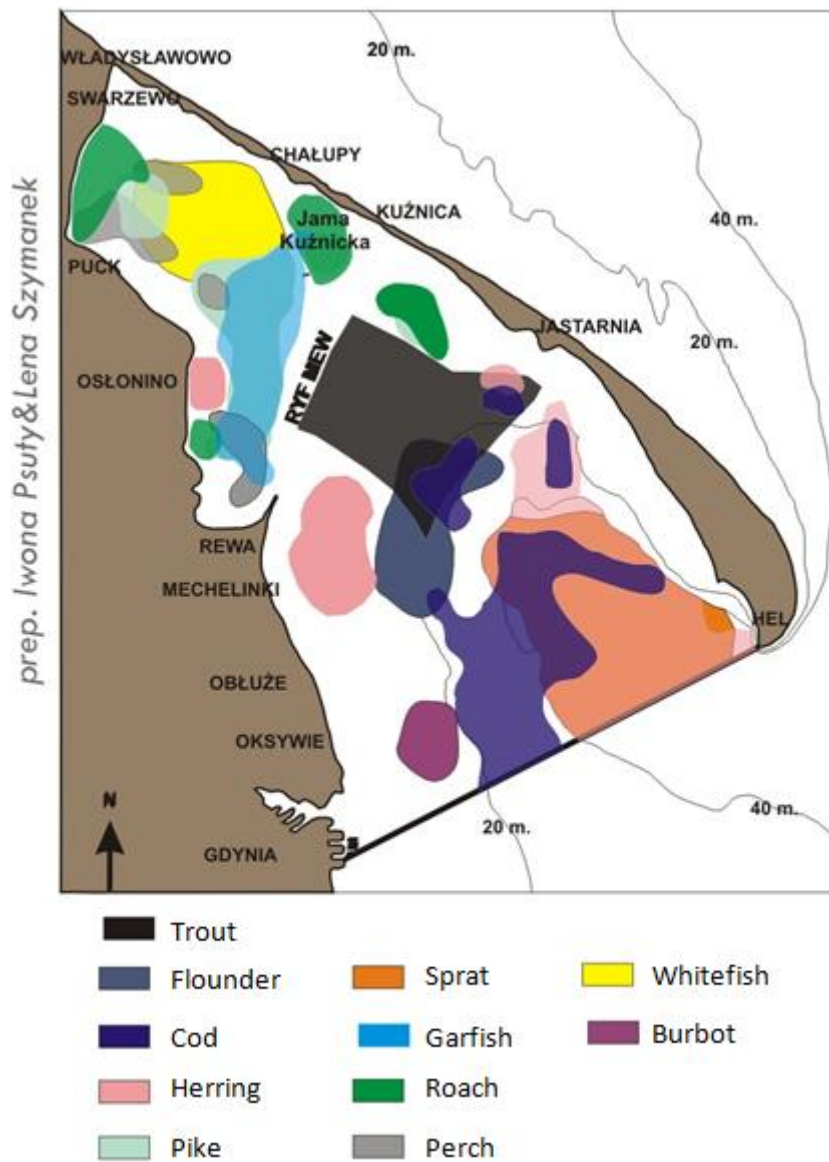 WŁADYSŁAWOWO
20 m.
SWARZEWO
CHAŁUPY
KUŹNICA
40 m.
Jama
Kuźnicka
PUCK
JASTARNIA
20 m.
OSŁONINO
RYF MEW
REWA
MECHELINKI
HEL
OBŁUŻE
OKSYWIE
N
40 m.
20 m.
GDYNIA
prep. Iwona Psuty&Lena Szymanek
Trout
Flounder
Sprat
Whitefish
Cod
Garfish
Burbot
Herring
Roach
Pike
Perch